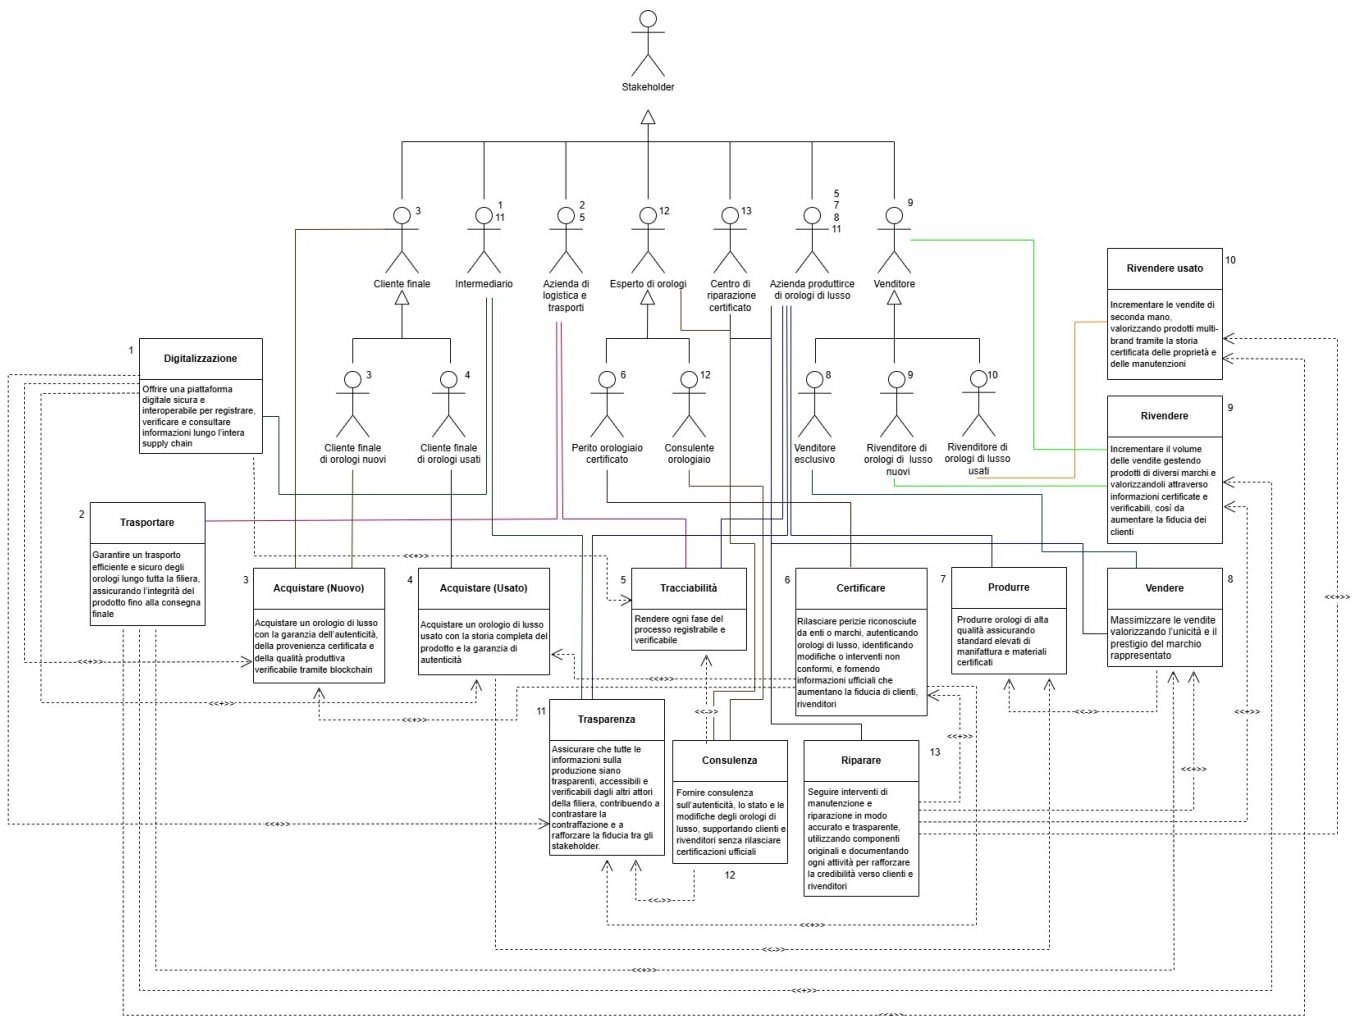 Stakeholder
3
1
11
2
5
12
13
5
7
8
11
9
Cliente finale
Intermediario
Azienda di
logistica e
trasporti
Esperto di orologi
Centro di
riparazione
certificato
Azienda produttirce
di orologi di lusso
Venditore
3
4
6
12
8
9
10
Cliente finale
di orologi nuovi
Cliente finale
di orologi usati
Perito orologiaio
certificato
Consulente
orologiaio
Venditore
esclusivo
Rivenditore di
orologi di lusso
nuovi
Rivenditore di
orologi di lusso
usati
10
Rivendere usato
Incrementare le vendite di
seconda mano,
valorizzando prodotti multi-
brand tramite la storia
certificata delle proprietà e
delle manutenzioni
9
Rivendere
Incrementare il volume
delle vendite gestendo
prodotti di diversi marchi e
valorizzandoli attraverso
informazioni certificate e
verificabili, cosí da
aumentare la fiducia dei
clienti
1
Digitalizzazione
Offrire una piattaforma
digitale sicura e
interoperabile per registrare,
verificare e consultare
informazioni lungo l'intera
supply chain
2
Trasportare
Garantire un trasporto
efficiente e sicuro degli
orologi lungo tutta la filiera,
assicurando l'integrità del
prodotto fino alla consegna
finale
3
Acquistare (Nuovo)
Acquistare un orologio di lusso
con la garanzia dell'autenticità,
della provenienza certificata e
della qualità produttiva
verificabile tramite blockchain
4
Acquistare (Usato)
Acquistare un orologio di lusso
usato con la storia completa del
prodotto e la garanzia di
autenticità
5
Tracciabilità
Rendere ogni fase del
processo registrabile e
verificabile
6
Certificare
Rilasciare perizie riconosciute
da enti o marchi, autenticando
orologi di lusso, identificando
modifiche o interventi non
conformi, e fornendo
informazioni ufficiali che
aumentano la fiducia di clienti,
rivenditori
7
Produrre
Produrre orologi di alta
qualità assicurando
standard elevati di
manifattura e materiali
certificati
8
Vendere
Massimizzare le vendite
valorizzando l'unicità e il
prestigio del marchio
rappresentato
11
Trasparenza
Assicurare che tutte le
informazioni sulla
produzione siano
trasparenti, accessibili e
verificabili dagli altri attori
della filiera, contribuendo a
contrastare la
contraffazione e a
rafforzare la fiducia tra gli
stakeholder.
12
Consulenza
Fornire consulenza
sull'autenticità, lo stato e le
modifiche degli orologi di
lusso, supportando clienti e
rivenditori senza rilasciare
certificazioni ufficiali
13
Riparare
Seguire interventi di
manutenzione e
riparazione in modo
accurato e trasparente,
utilizzando componenti
originali e documentando
ogni attività per rafforzare
la credibilità verso clienti e
rivenditori
<<+>>
<<+>>
<<+>>
<<+>>
<<+>>
<<+>>
<<->>
<<->>
<<+>>
<<+>>
<<+>>
<<+>>
<<->>
<<+>>
<<->>
<<+>>
<<+>>
<<+>>